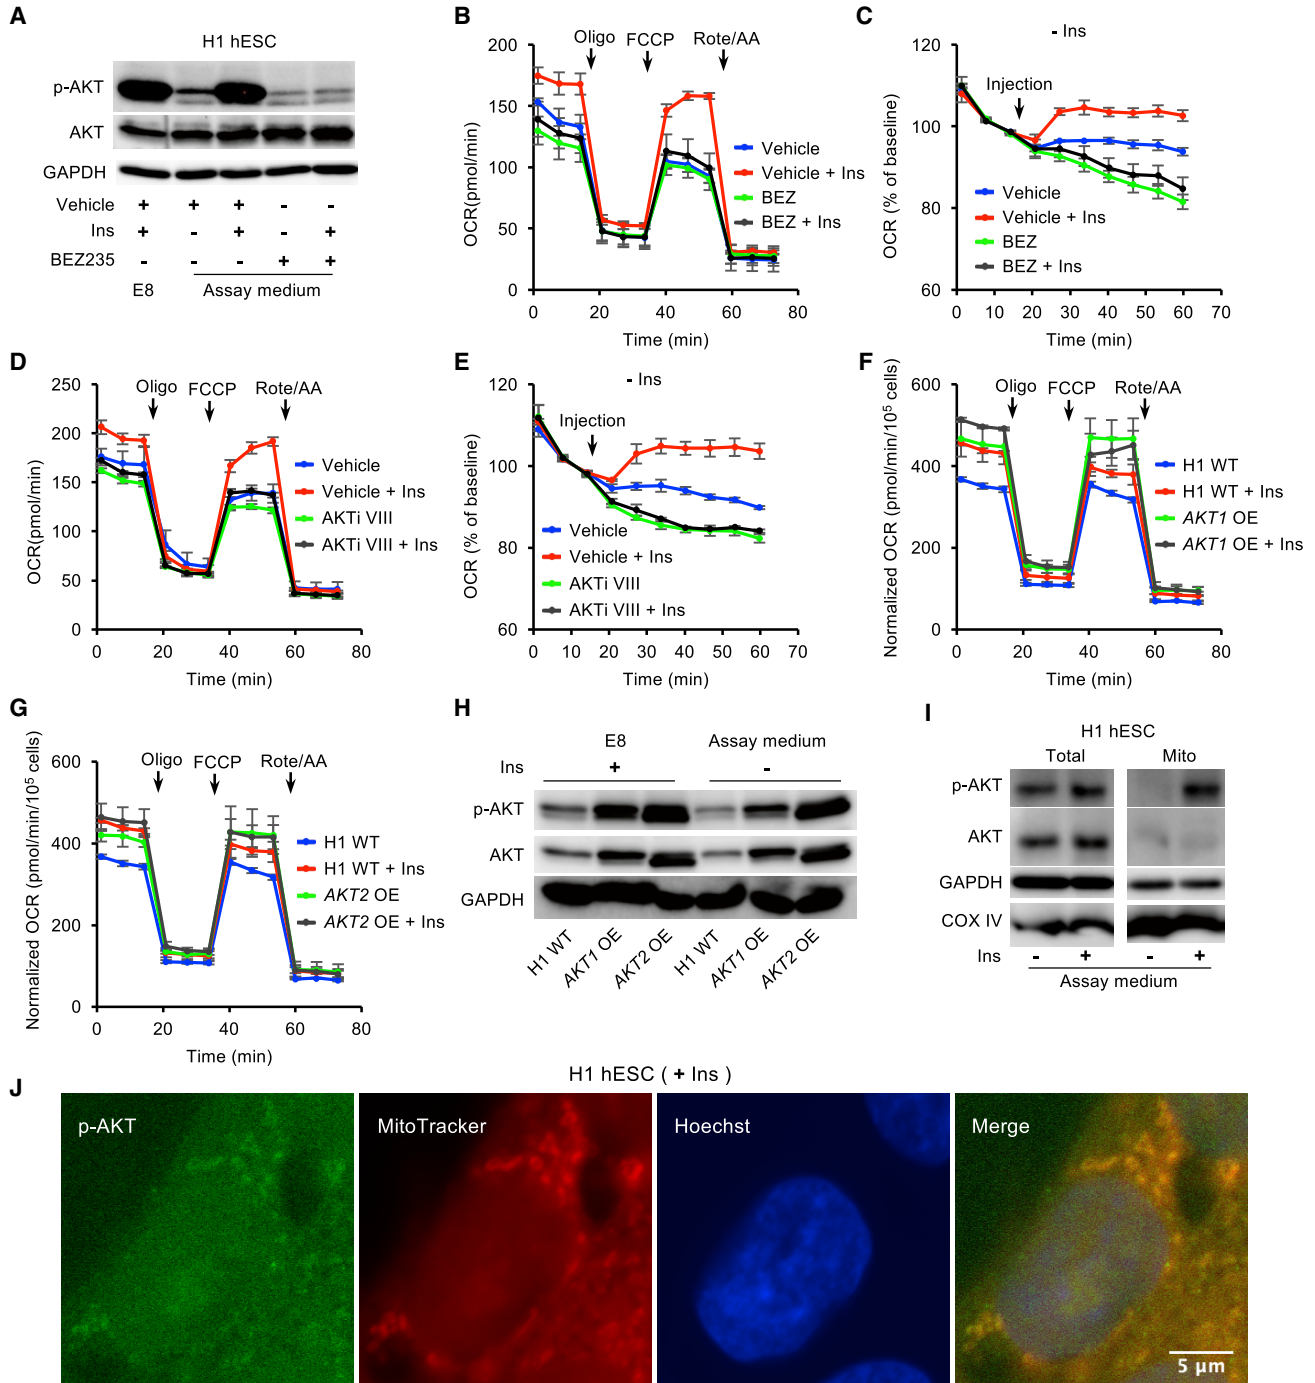 A
H1 hESC
p-AKT
AKT
GAPDH
Vehicle + + + - -
Ins + - + - +
BEZ235 - - - + +
E8 Assay medium
B
Oligo FCCP Rote/AA
OCR(pmol/min)
200
150
100
50
0
0 20 40 60 80
Time (min)
Vehicle
Vehicle + Ins
BEZ
BEZ + Ins
C
- Ins
Injection
OCR (% of baseline)
120
100
80
60
0 10 20 30 40 50 60 70
Time (min)
Vehicle
Vehicle + Ins
BEZ
BEZ + Ins
D
Oligo FCCP Rote/AA
OCR(pmol/min)
250
200
150
100
50
0
0 20 40 60 80
Time (min)
Vehicle
Vehicle + Ins
AKTi VIII
AKTi VIII + Ins
E
- Ins
Injection
OCR (% of baseline)
120
100
80
60
0 10 20 30 40 50 60 70
Time (min)
Vehicle
Vehicle + Ins
AKTi VIII
AKTi VIII + Ins
F
Oligo FCCP Rote/AA
Normalized OCR (pmol/min/10⁵ cells)
600
400
200
0
0 20 40 60 80
Time (min)
H1 WT
H1 WT + Ins
AKT1 OE
AKT1 OE + Ins
G
Oligo FCCP Rote/AA
Normalized OCR (pmol/min/10⁵ cells)
600
400
200
0
0 20 40 60 80
Time (min)
H1 WT
H1 WT + Ins
AKT2 OE
AKT2 OE + Ins
H
E8 Assay medium
Ins + -
p-AKT
AKT
GAPDH
H1 WT AKT1 OE AKT2 OE H1 WT AKT1 OE AKT2 OE
I
H1 hESC
Total Mito
p-AKT
AKT
GAPDH
COX IV
Ins - + - +
Assay medium
J
H1 hESC ( + Ins )
p-AKT MitoTracker Hoechst Merge
5 μm